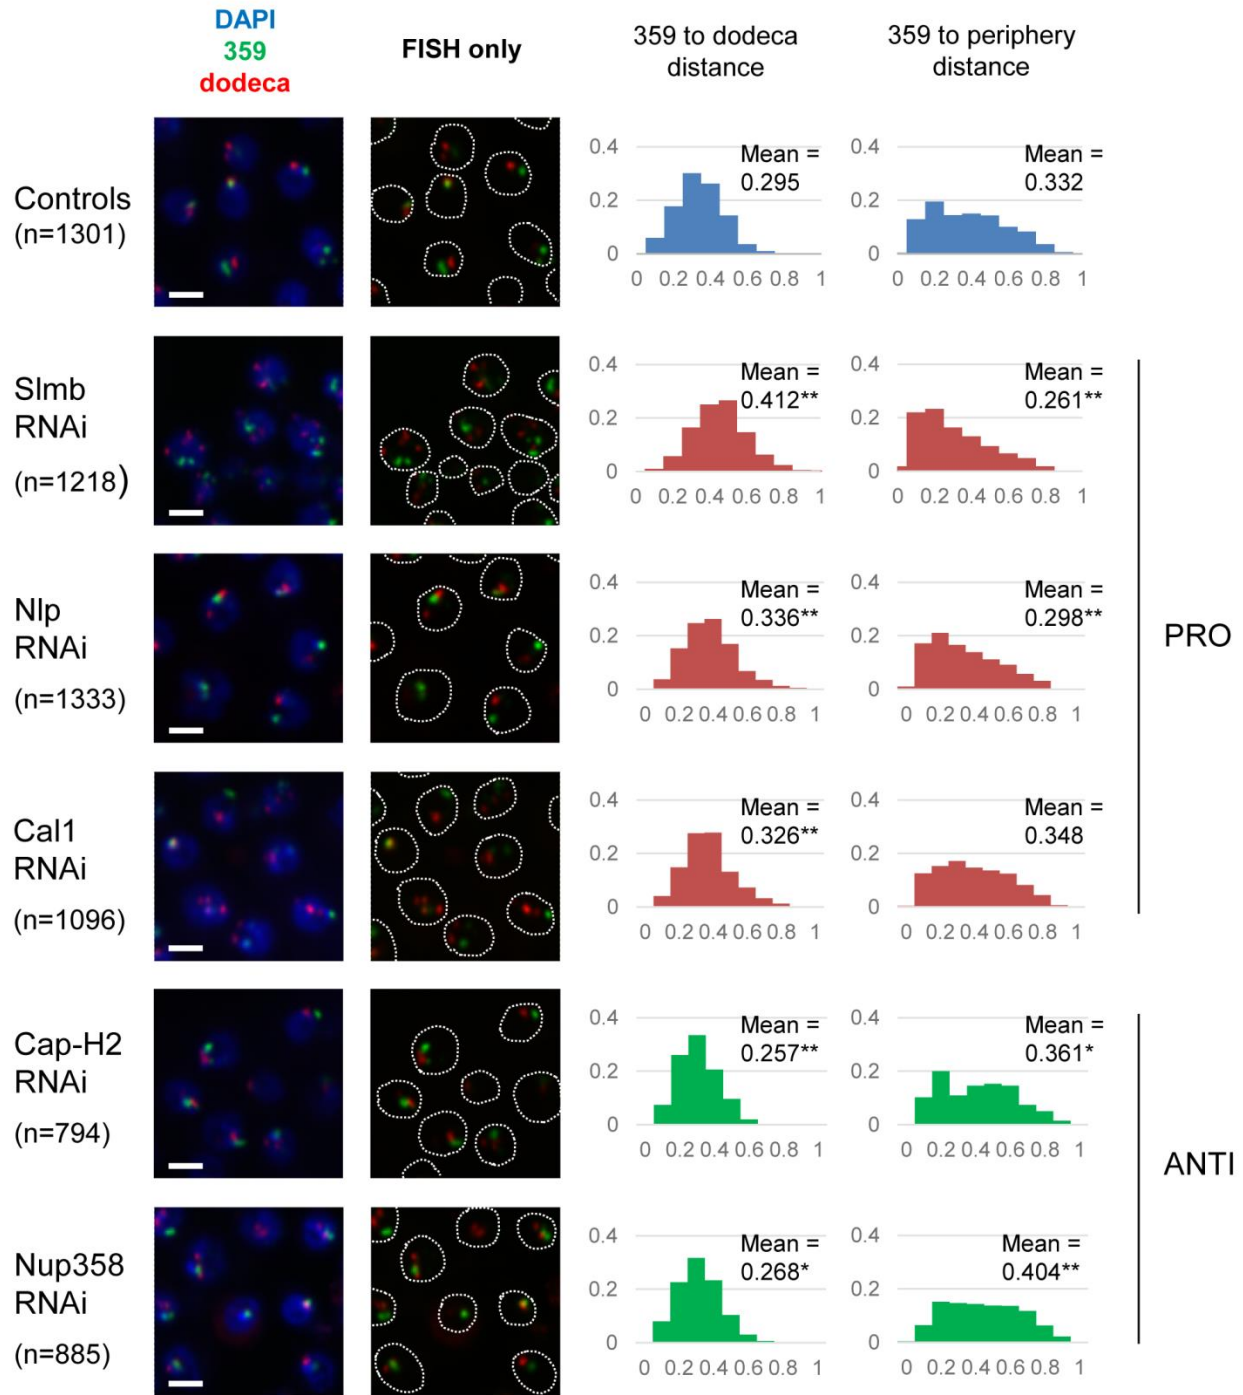 DAPI
359
dodeca
FISH only
359 to dodeca
distance
359 to periphery
distance
Controls
(n=1301)
0.4
0.2
0
Mean =
0.295
0 0.2 0.4 0.6 0.8 1
0.4
0.2
0
Mean =
0.332
0 0.2 0.4 0.6 0.8 1
Slmb
RNAi
(n=1218)
0.4
0.2
0
Mean =
0.412**
0 0.2 0.4 0.6 0.8 1
0.4
0.2
0
Mean =
0.261**
0 0.2 0.4 0.6 0.8 1
Nlp
RNAi
(n=1333)
0.4
0.2
0
Mean =
0.336**
0 0.2 0.4 0.6 0.8 1
0.4
0.2
0
Mean =
0.298**
0 0.2 0.4 0.6 0.8 1
Cal1
RNAi
(n=1096)
0.4
0.2
0
Mean =
0.326**
0 0.2 0.4 0.6 0.8 1
0.4
0.2
0
Mean =
0.348
0 0.2 0.4 0.6 0.8 1
PRO
Cap-H2
RNAi
(n=794)
0.4
0.2
0
Mean =
0.257**
0 0.2 0.4 0.6 0.8 1
0.4
0.2
0
Mean =
0.361*
0 0.2 0.4 0.6 0.8 1
Nup358
RNAi
(n=885)
0.4
0.2
0
Mean =
0.268*
0 0.2 0.4 0.6 0.8 1
0.4
0.2
0
Mean =
0.404**
0 0.2 0.4 0.6 0.8 1
ANTI